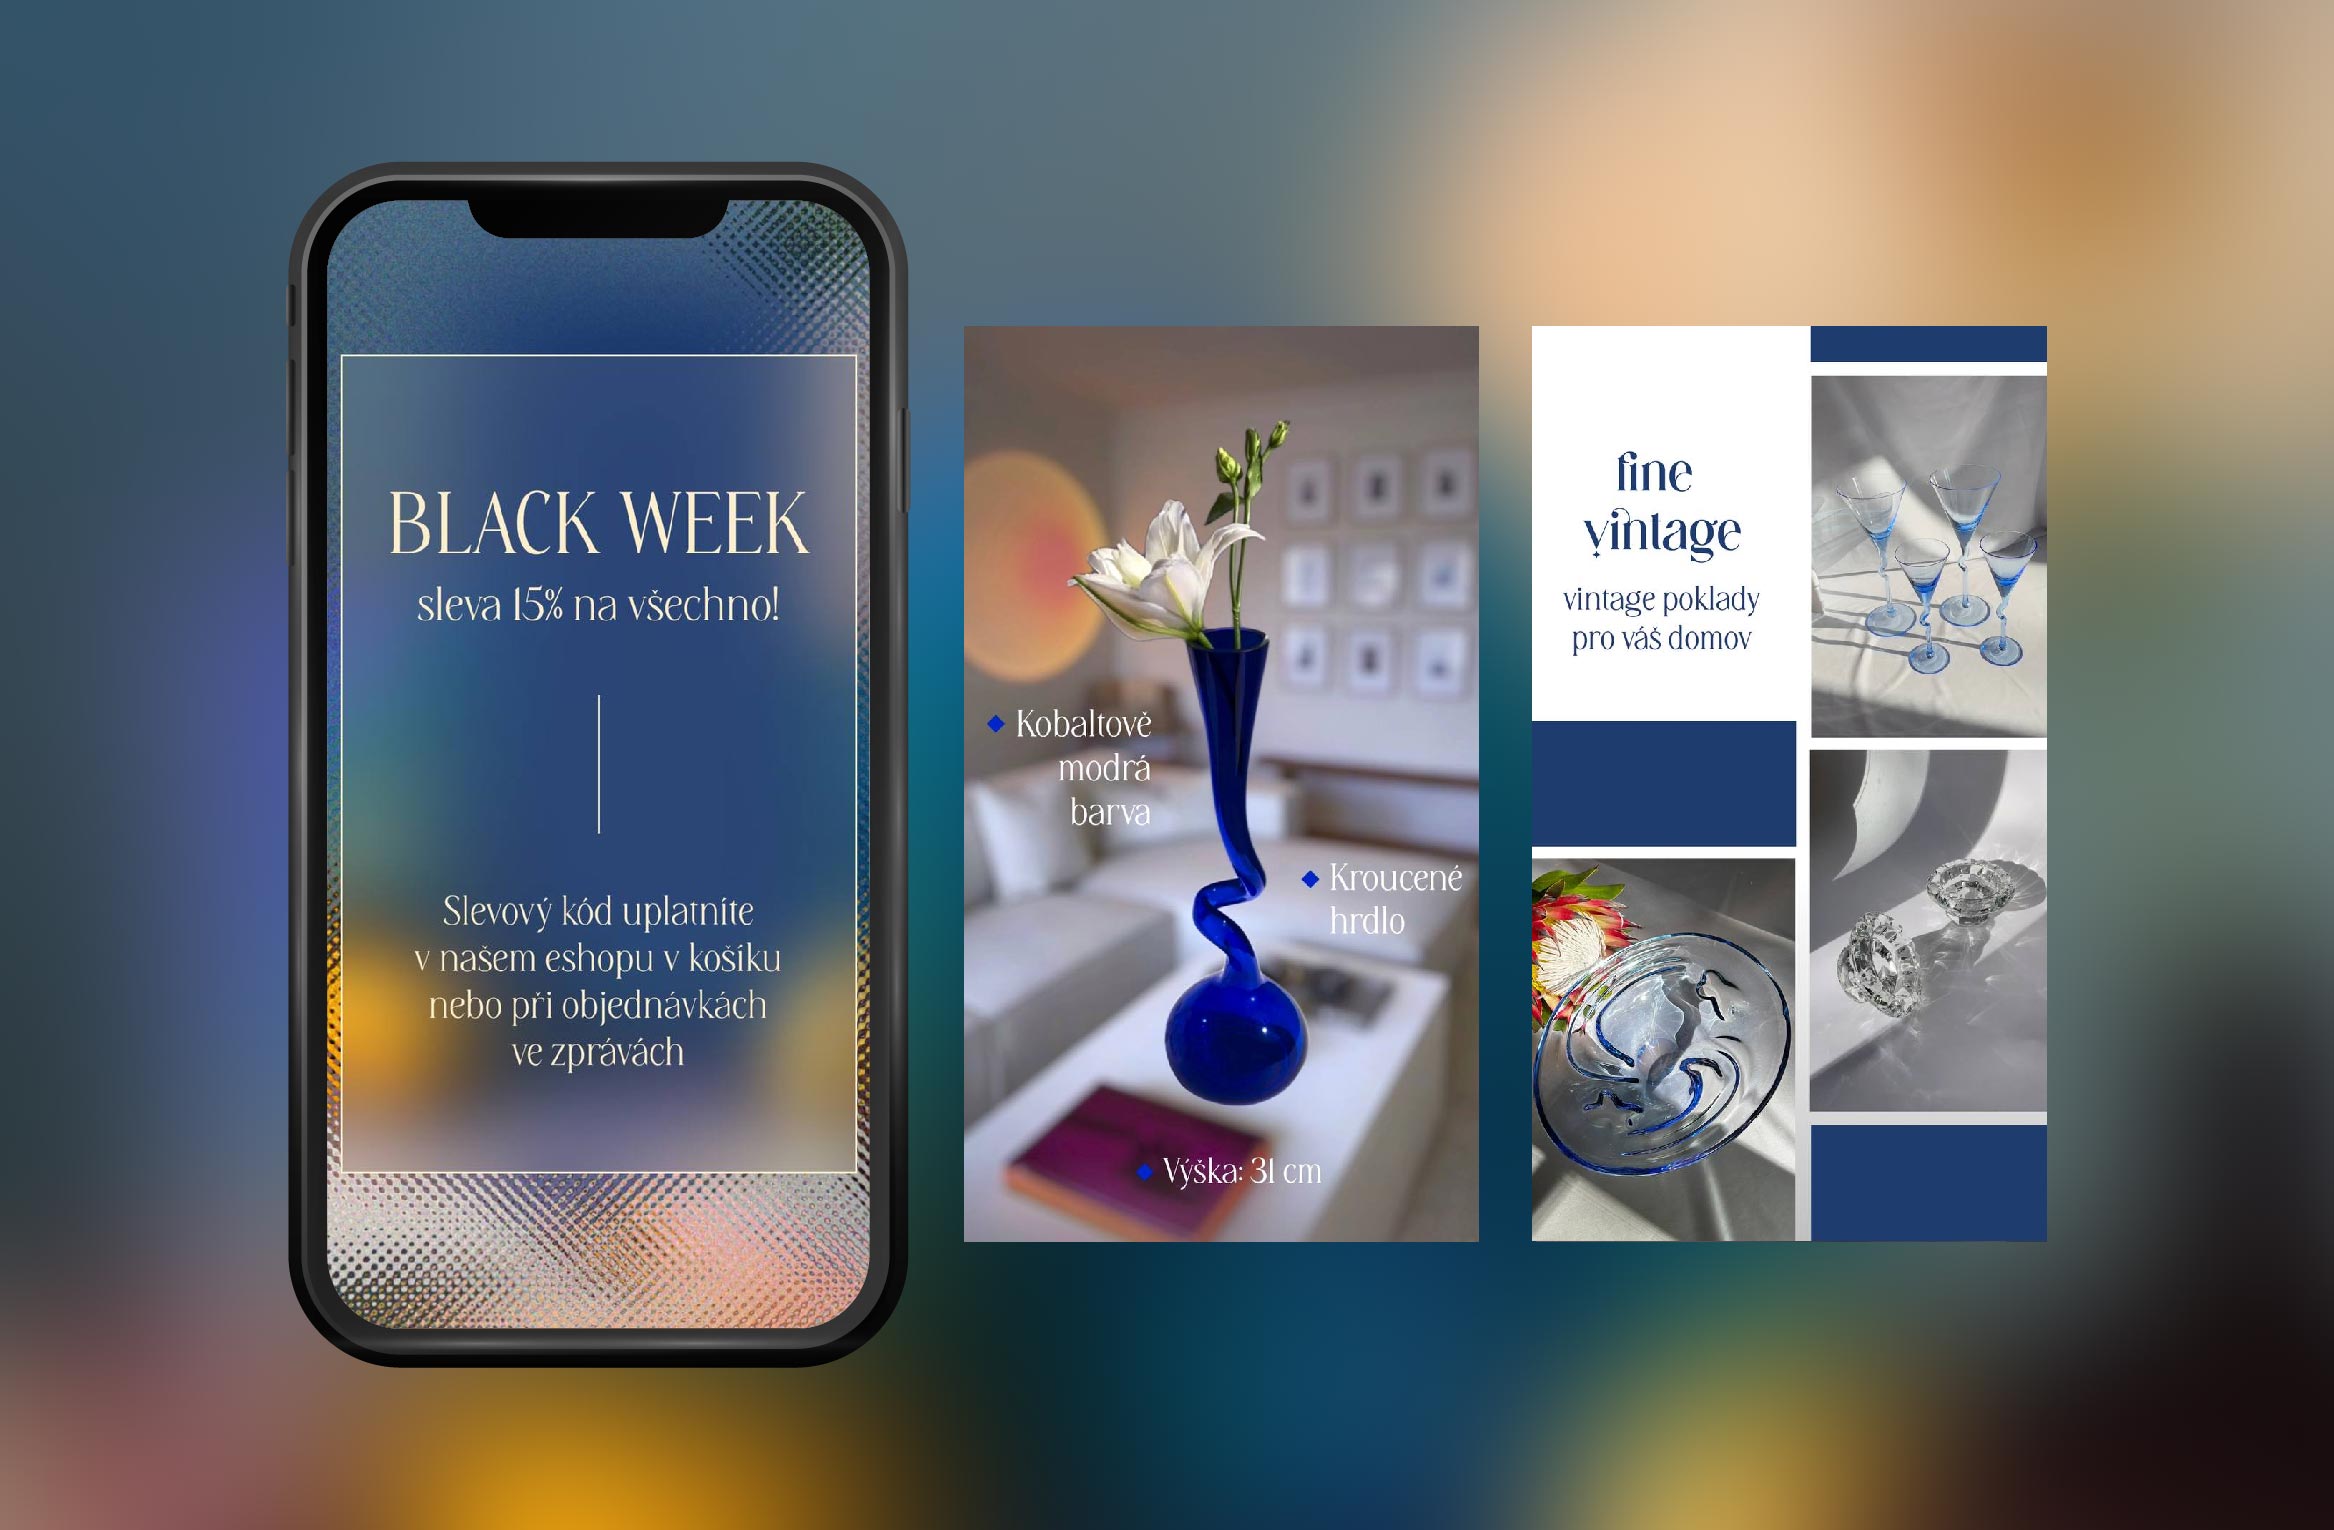 BLACK WEEK
sleva 15% na všechno!
Slevový kód uplatníte
v našem eshopu v košíku
nebo při objednávkách
ve zprávách
Kobaltově
modrá
barva
Kroucené
hrdlo
Výška: 31 cm
fine
vintage
vintage poklady
pro váš domov